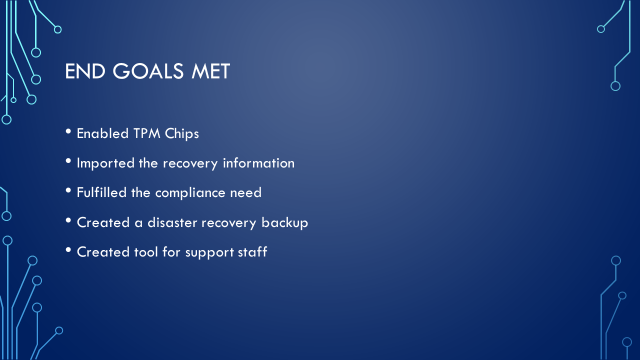 END GOALS MET
• Enabled TPM Chips
• Imported the recovery information
• Fulfilled the compliance need
• Created a disaster recovery backup
• Created tool for support staff